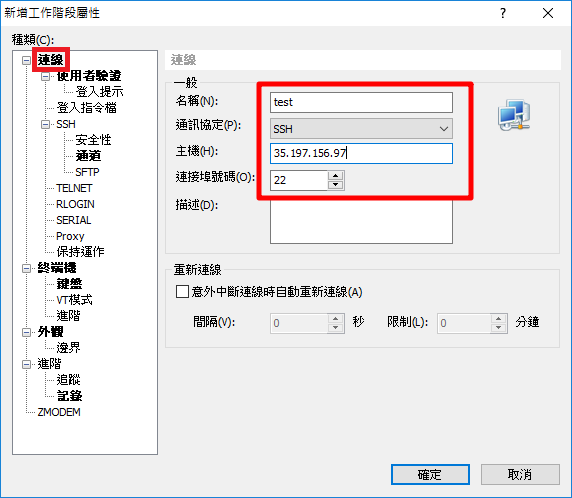 新增工作階段屬性
種類(C):
連線
使用者驗證
登入提示
登入指令檔
SSH
安全性
通道
SFTP
TELNET
RLOGIN
SERIAL
Proxy
保持運作
終端機
鍵盤
VT模式
進階
外觀
邊界
進階
追蹤
記錄
ZMODEM
連線
一般
名稱(N): test
通訊協定(P): SSH
主機(H): 35.197.156.97
連接埠號碼(O): 22
描述(D):
重新連線
意外中斷連線時自動重新連線(A)
間隔(V): 0 秒 限制(L): 0 分鐘
確定 取消